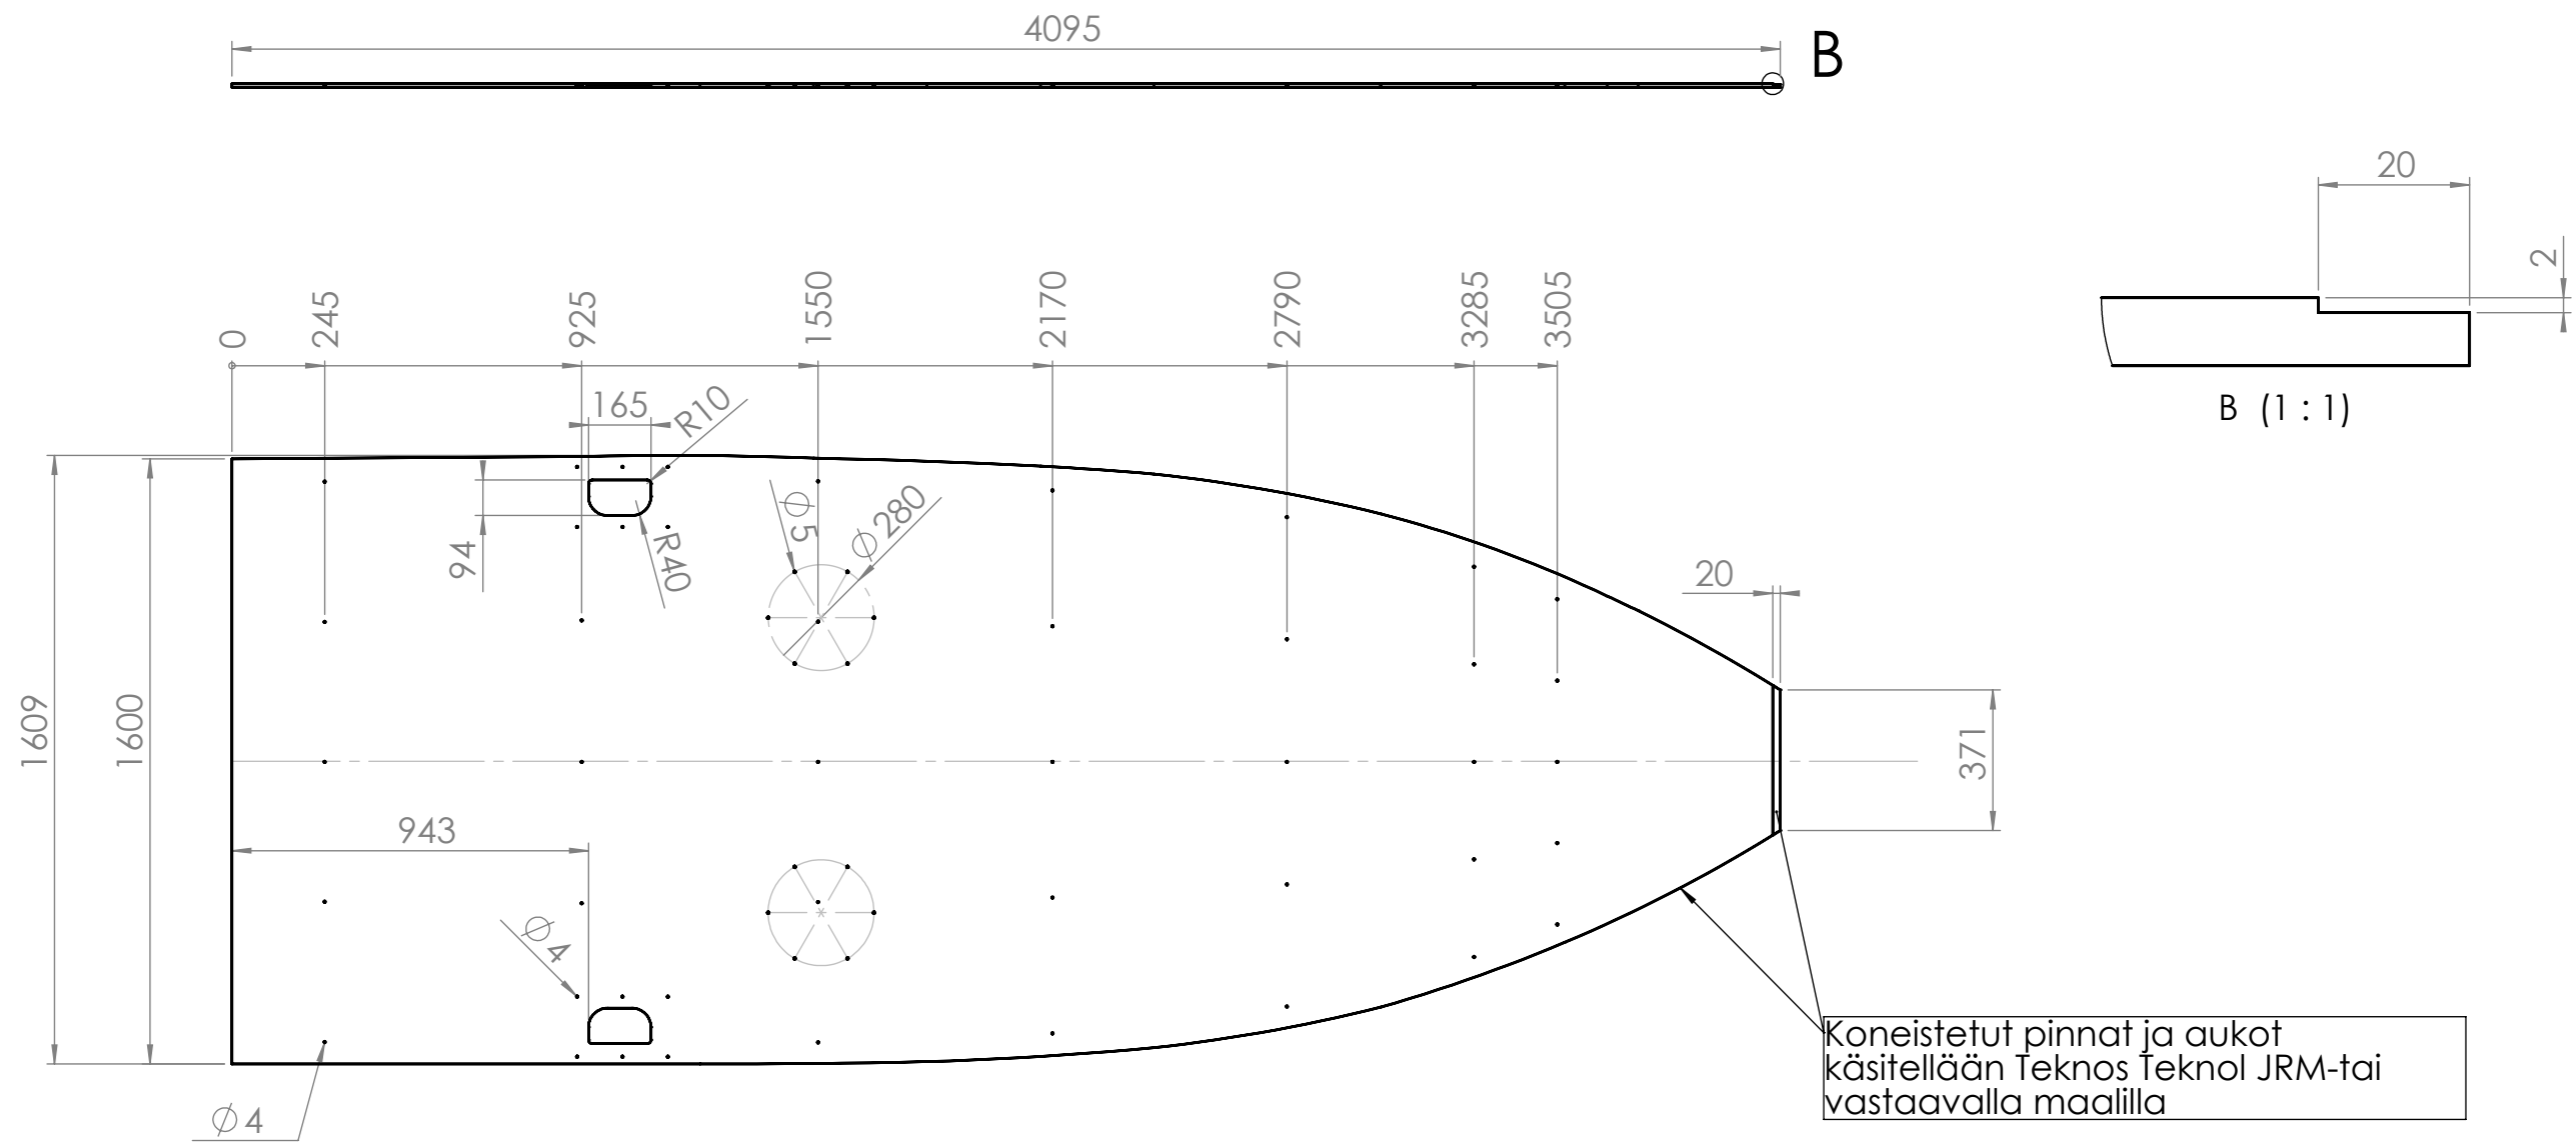 4095
B
20
2
B (1 : 1)
0
245
925
1550
2170
2790
3285
3505
165
R10
94
R40
Ø 5
Ø 280
20
1609
1600
371
943
Ø 4
Ø 4
Koneistetut pinnat ja aukot
käsitellään Teknos Teknol JRM-tai
vastaavalla maalilla